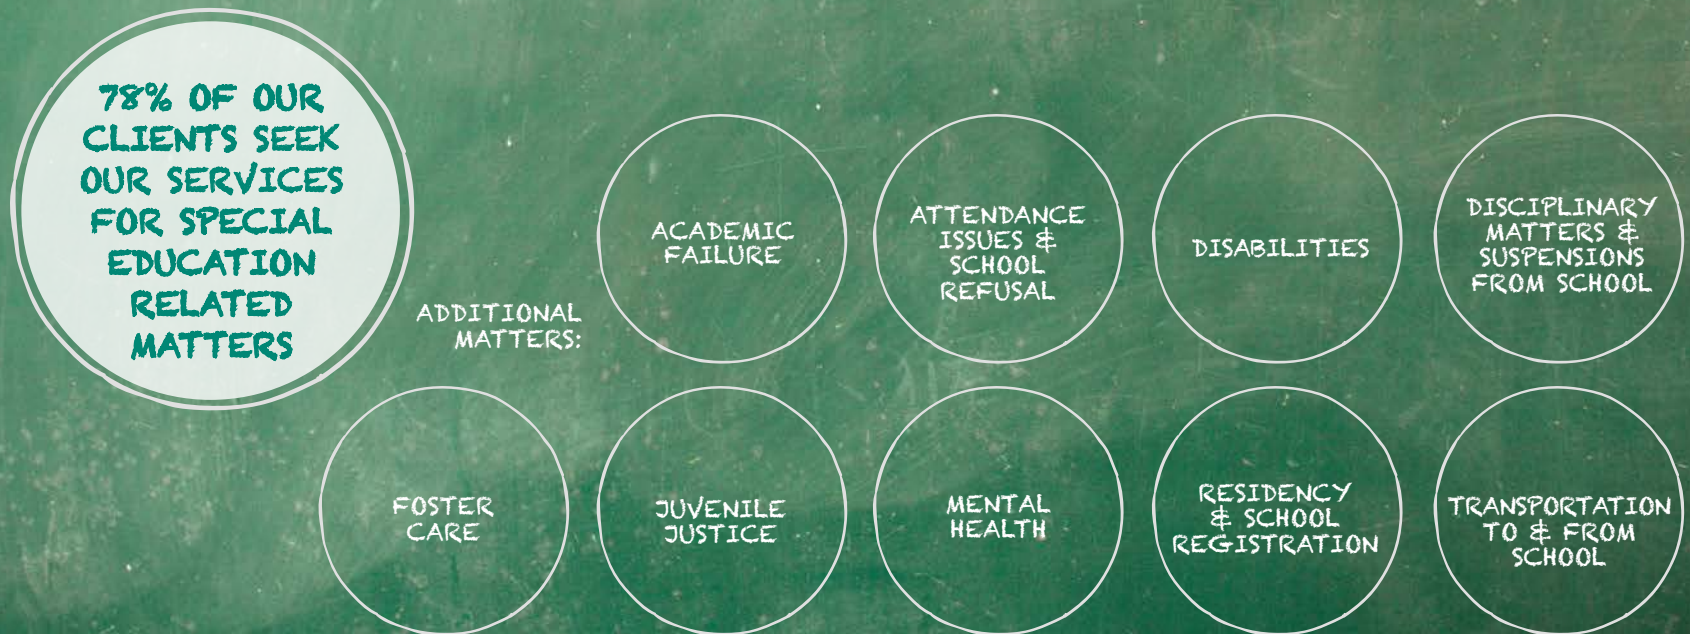 78% OF OUR
CLIENTS SEEK
OUR SERVICES
FOR SPECIAL
EDUCATION
RELATED
MATTERS
ADDITIONAL
MATTERS:
ACADEMIC
FAILURE
ATTENDANCE
ISSUES &
SCHOOL
REFUSAL
DISABILITIES
DISCIPLINARY
MATTERS &
SUSPENSIONS
FROM SCHOOL
FOSTER
CARE
JUVENILE
JUSTICE
MENTAL
HEALTH
RESIDENCY
& SCHOOL
REGISTRATION
TRANSPORTATION
TO & FROM
SCHOOL